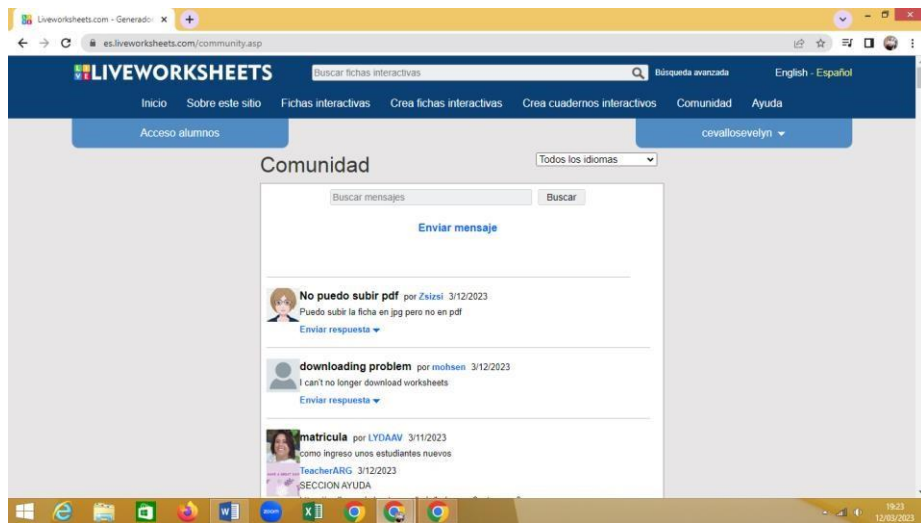 Liveworksheets.com - Generador
es.liveworksheets.com/community.asp
LIVEWORKSHEETS
Buscar fichas interactivas
Búsqueda avanzada
English - Español
Inicio Sobre este sitio Fichas interactivas Crea fichas interactivas Crea cuadernos interactivos Comunidad Ayuda
Acceso alumnos
cevallosevelyn
Comunidad
Todos los idiomas
Buscar mensajes
Buscar
Enviar mensaje
No puedo subir pdf por Zsizsi 3/12/2023
Puedo subir la ficha en jpg pero no en pdf
Enviar respuesta
downloading problem por mohsen 3/12/2023
I can't no longer download worksheets
Enviar respuesta
matricula por LYDAAV 3/11/2023
como ingreso unos estudiantes nuevos
TeacherARG 3/12/2023
SECCION AYUDA
zoom
19:23
12/03/2023